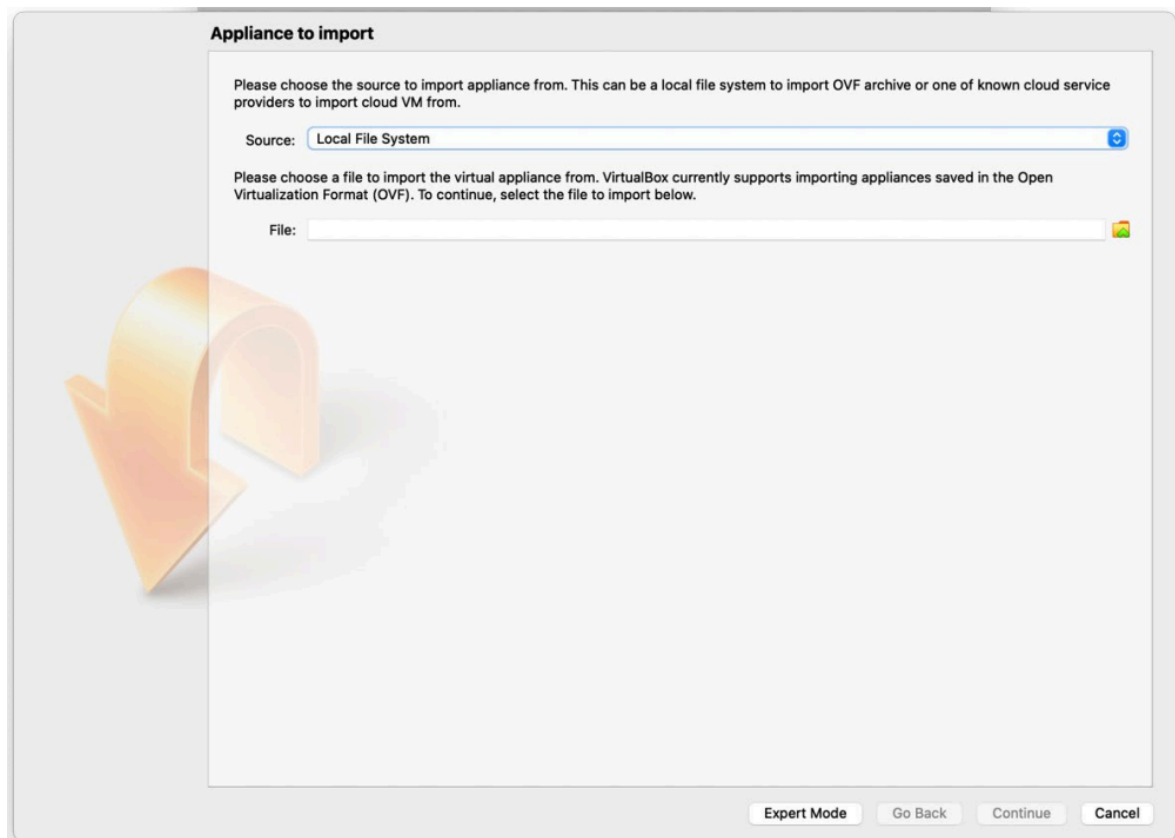 Appliance to import
Please choose the source to import appliance from. This can be a local file system to import OVF archive or one of known cloud service
providers to import cloud VM from.
Source: Local File System
Please choose a file to import the virtual appliance from. VirtualBox currently supports importing appliances saved in the Open
Virtualization Format (OVF). To continue, select the file to import below.
File:
Expert Mode Go Back Continue Cancel